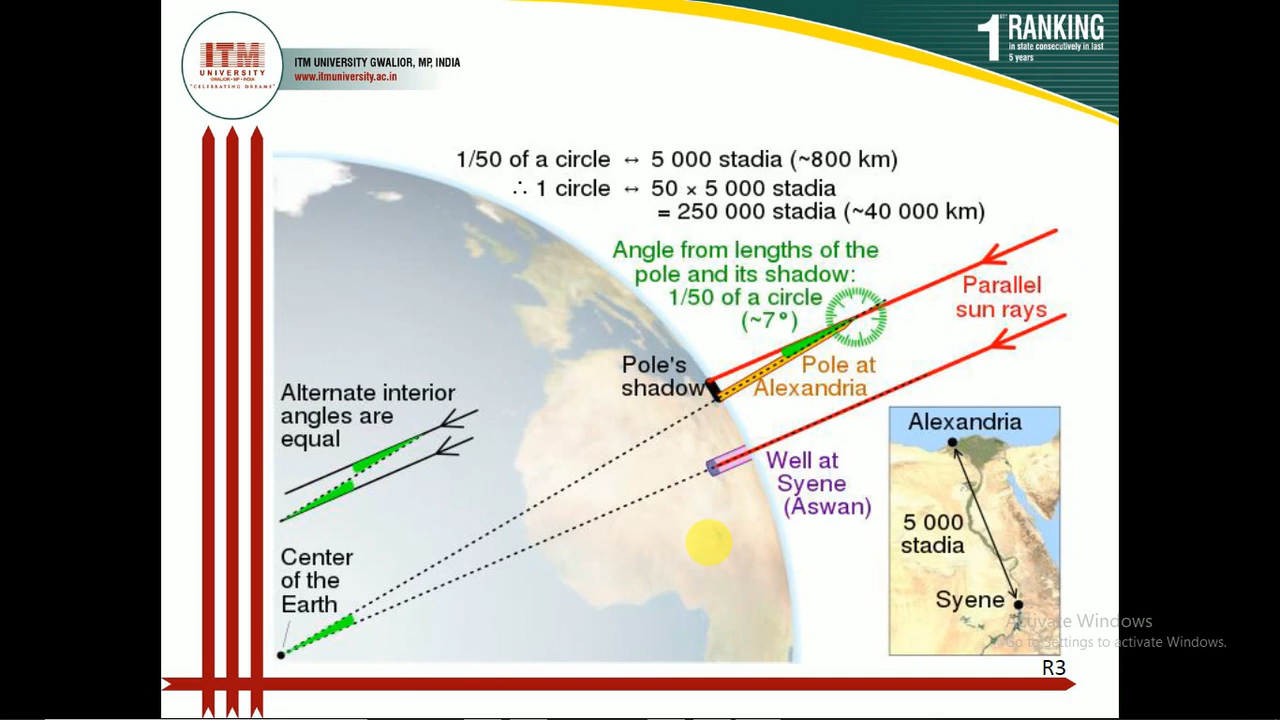 ITM
UNIVERSITY
GWALIOR • MP • INDIA
"CELEBRATING DREAMS"
ITM UNIVERSITY GWALIOR, MP, INDIA
www.itmuniversity.ac.in
1ST RANKING
in state consecutively in last
5 years
1/50 of a circle ↔ 5 000 stadia (~800 km)
∴ 1 circle ↔ 50 × 5 000 stadia
= 250 000 stadia (~40 000 km)
Angle from lengths of the
pole and its shadow:
1/50 of a circle
(~7°)
Parallel
sun rays
Pole's
shadow
Pole at
Alexandria
Alternate interior
angles are
equal
Well at
Syene
(Aswan)
Center
of the
Earth
Alexandria
5 000
stadia
Syene
Activate Windows
Go to Settings to activate Windows.
R3